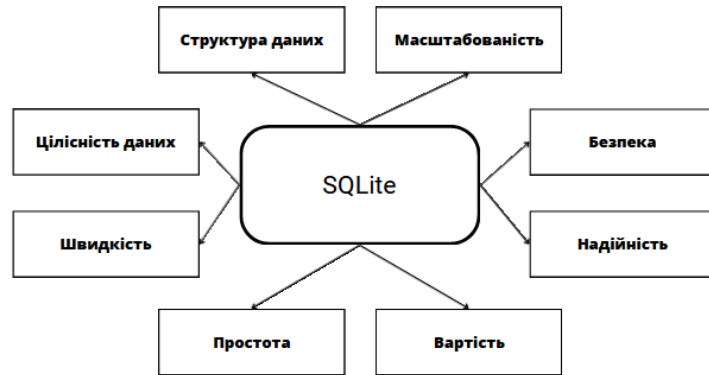 Структура даних
Масштабованість
Цілісність даних
Безпека
SQLite
Швидкість
Надійність
Простота
Вартість